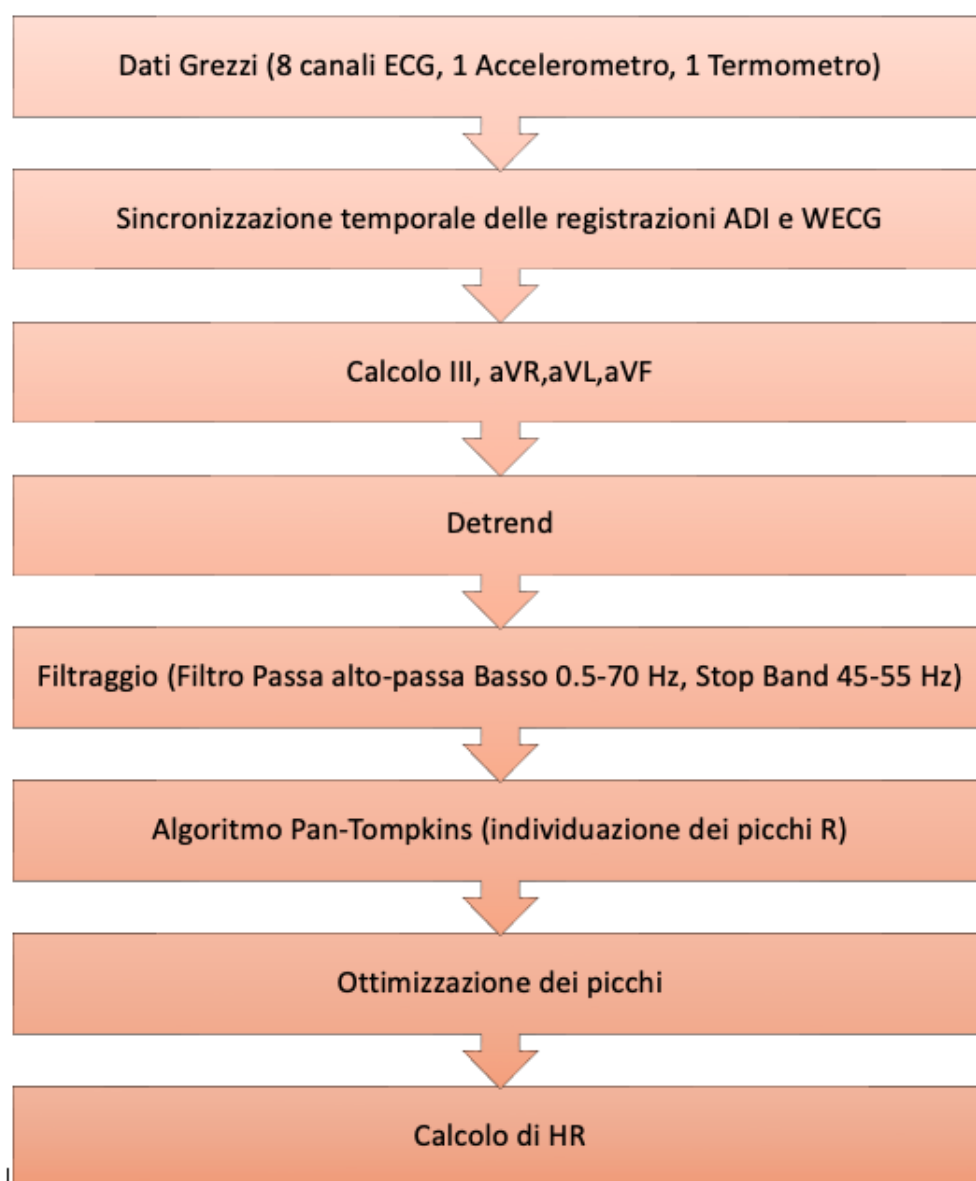 Dati Grezzi (8 canali ECG, 1 Accelerometro, 1 Termometro)
Sincronizzazione temporale delle registrazioni ADI e WECG
Calcolo III, aVR,aVL,aVF
Detrend
Filtraggio (Filtro Passa alto-passa Basso 0.5-70 Hz, Stop Band 45-55 Hz)
Algoritmo Pan-Tompkins (individuazione dei picchi R)
Ottimizzazione dei picchi
Calcolo di HR